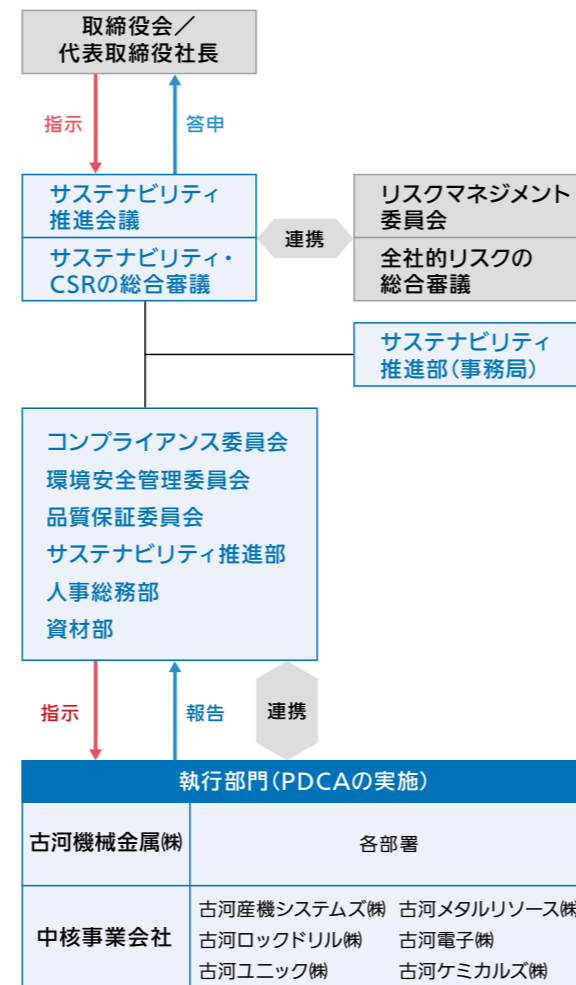 取締役会／
代表取締役社長
指示
答申
サステナビリティ
推進会議
サステナビリティ・
CSRの総合審議
連携
リスクマネジメント
委員会
全社的リスクの
総合審議
サステナビリティ
推進部(事務局)
コンプライアンス委員会
環境安全管理委員会
品質保証委員会
サステナビリティ推進部
人事総務部
資材部
指示
報告
連携
執行部門(PDCAの実施)
古河機械金属㈱
各部署
中核事業会社
古河産機システムズ㈱ 古河メタルリソース㈱
古河ロックドリル㈱ 古河電子㈱
古河ユニック㈱ 古河ケミカルズ㈱